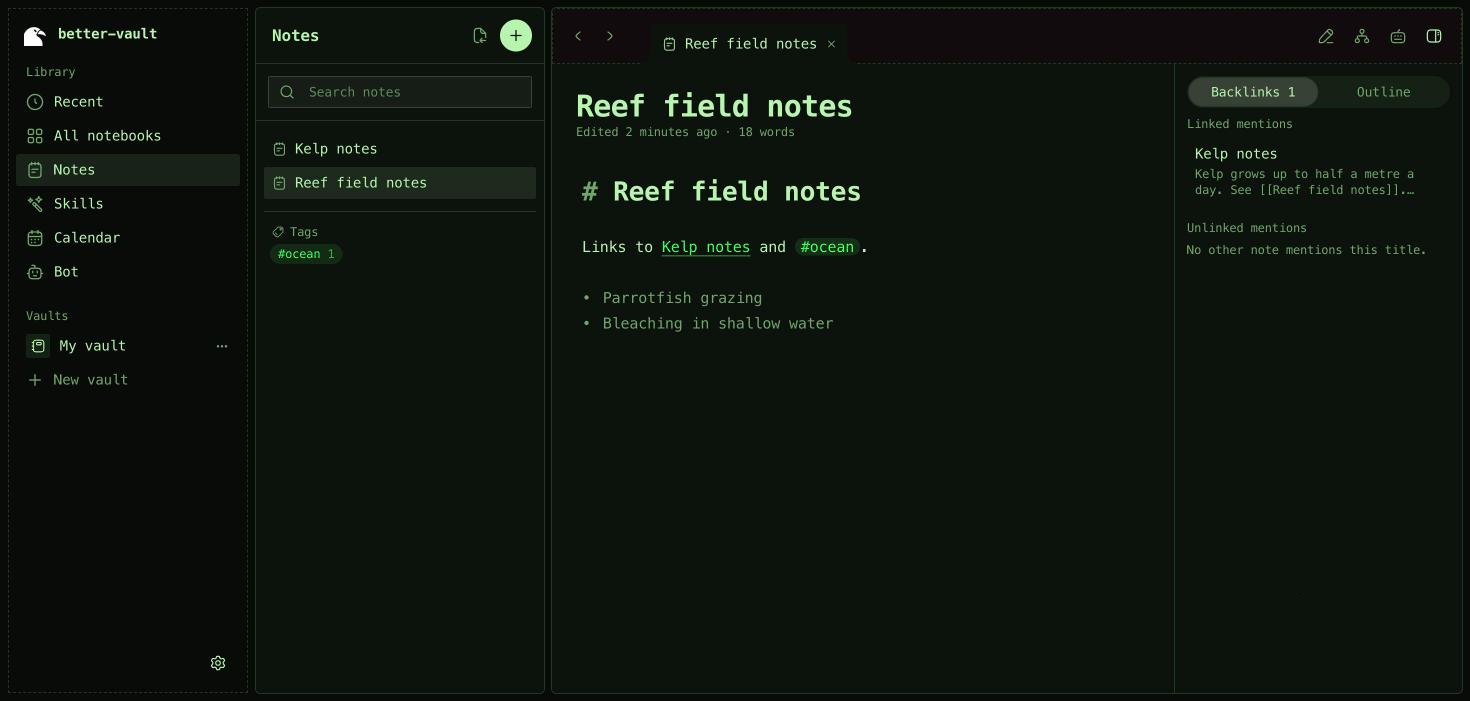 better-vault
Library
Recent
All notebooks
Notes
Skills
Calendar
Bot
Vaults
My vault
New vault
Notes
Search notes
Kelp notes
Reef field notes
Tags
#ocean 1
Reef field notes
Reef field notes
Edited 2 minutes ago · 18 words
# Reef field notes
Links to Kelp notes and #ocean.
• Parrotfish grazing
• Bleaching in shallow water
Backlinks 1
Outline
Linked mentions
Kelp notes
Kelp grows up to half a metre a
day. See [[Reef field notes]].…
Unlinked mentions
No other note mentions this title.